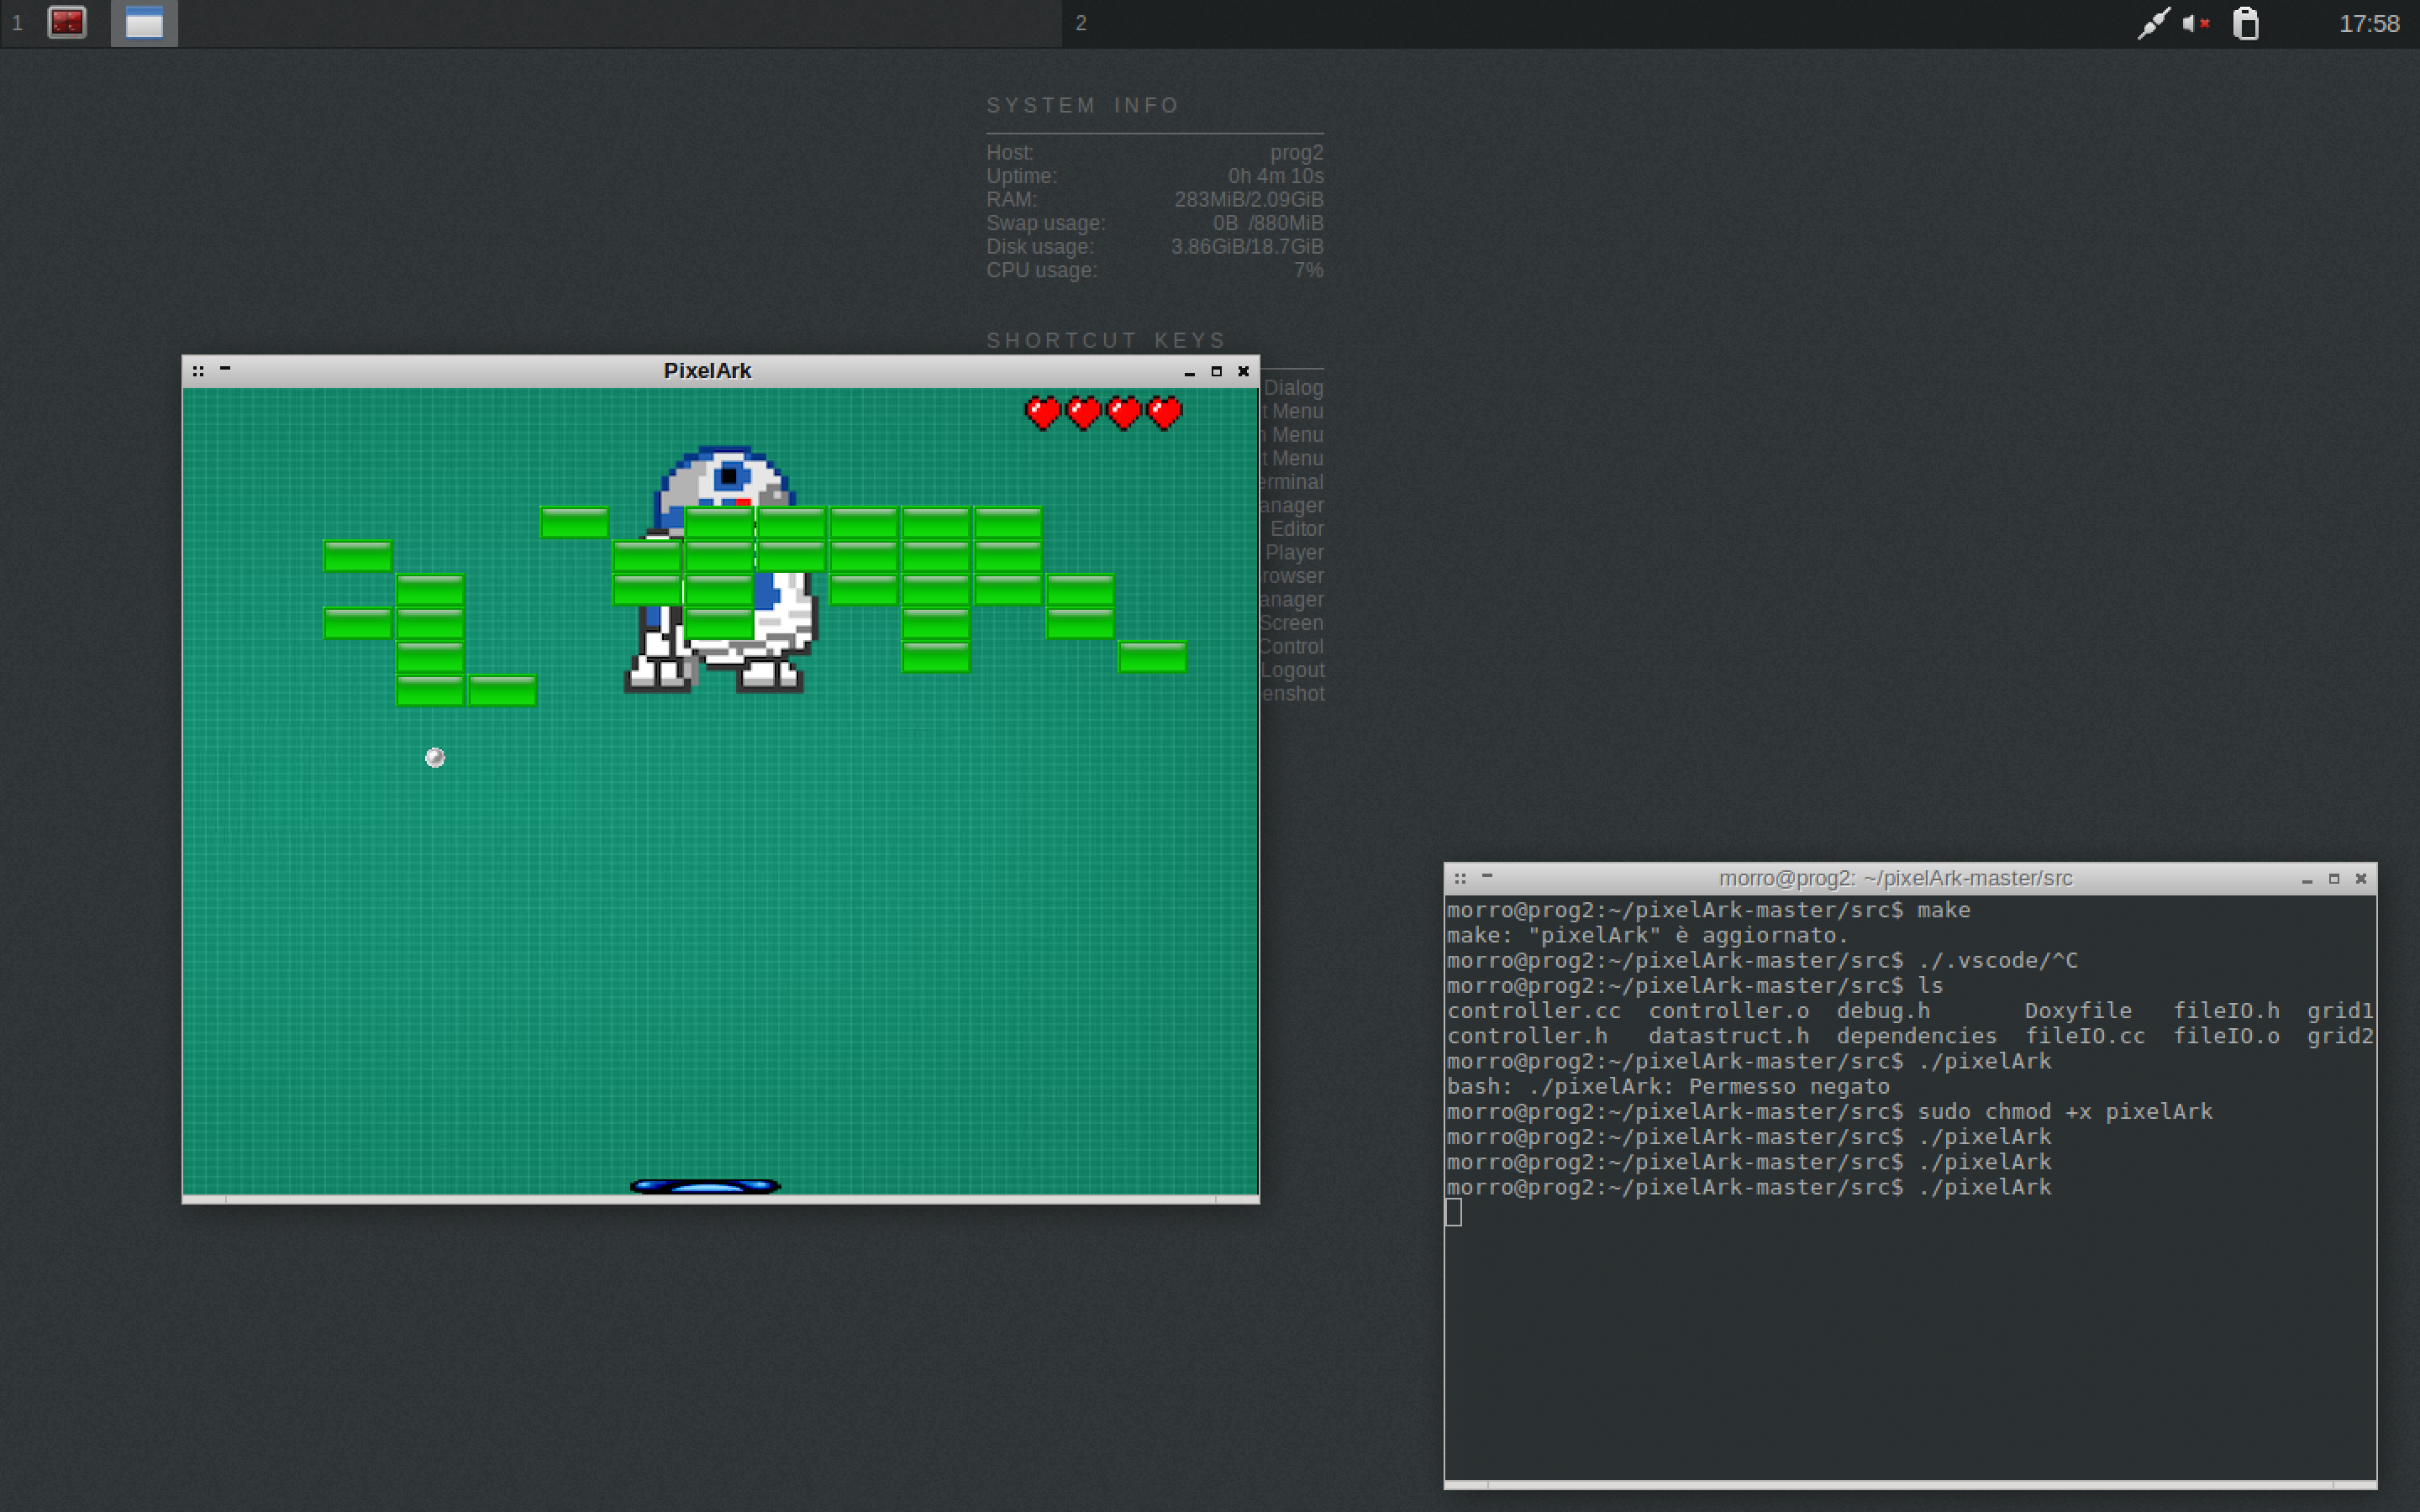 1
2
17:58
SYSTEM INFO
Host: prog2
Uptime: 0h 4m 10s
RAM: 283MiB/2.09GiB
Swap usage: 0B /880MiB
Disk usage: 3.86GiB/18.7GiB
CPU usage: 7%
SHORTCUT KEYS
Dialog
t Menu
Menu
t Menu
erminal
anager
Editor
Player
rowser
anager
Screen
Control
Logout
enshot
PixelArk
morro@prog2: ~/pixelArk-master/src
morro@prog2:~/pixelArk-master/src$ make
make: "pixelArk" è aggiornato.
morro@prog2:~/pixelArk-master/src$ ./.vscode/^C
morro@prog2:~/pixelArk-master/src$ ls
controller.cc controller.o debug.h Doxyfile fileIO.h grid1
controller.h datastruct.h dependencies fileIO.cc fileIO.o grid2
morro@prog2:~/pixelArk-master/src$ ./pixelArk
bash: ./pixelArk: Permesso negato
morro@prog2:~/pixelArk-master/src$ sudo chmod +x pixelArk
morro@prog2:~/pixelArk-master/src$ ./pixelArk
morro@prog2:~/pixelArk-master/src$ ./pixelArk
morro@prog2:~/pixelArk-master/src$ ./pixelArk